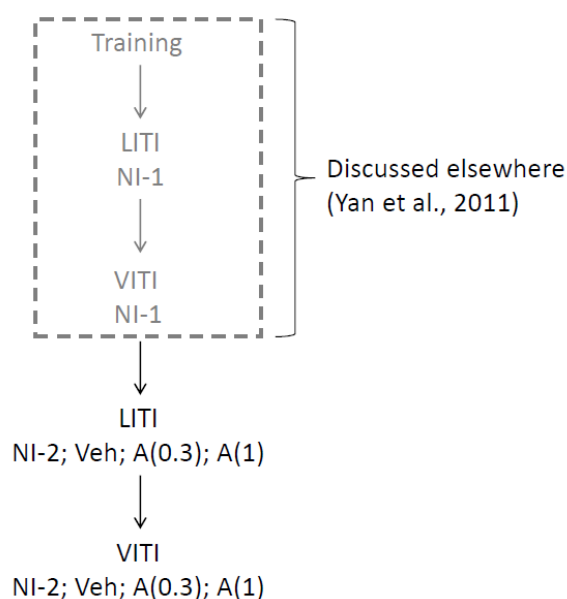 Training
LITI
NI-1
VITI
NI-1
Discussed elsewhere
(Yan et al., 2011)
LITI
NI-2; Veh; A(0.3); A(1)
VITI
NI-2; Veh; A(0.3); A(1)